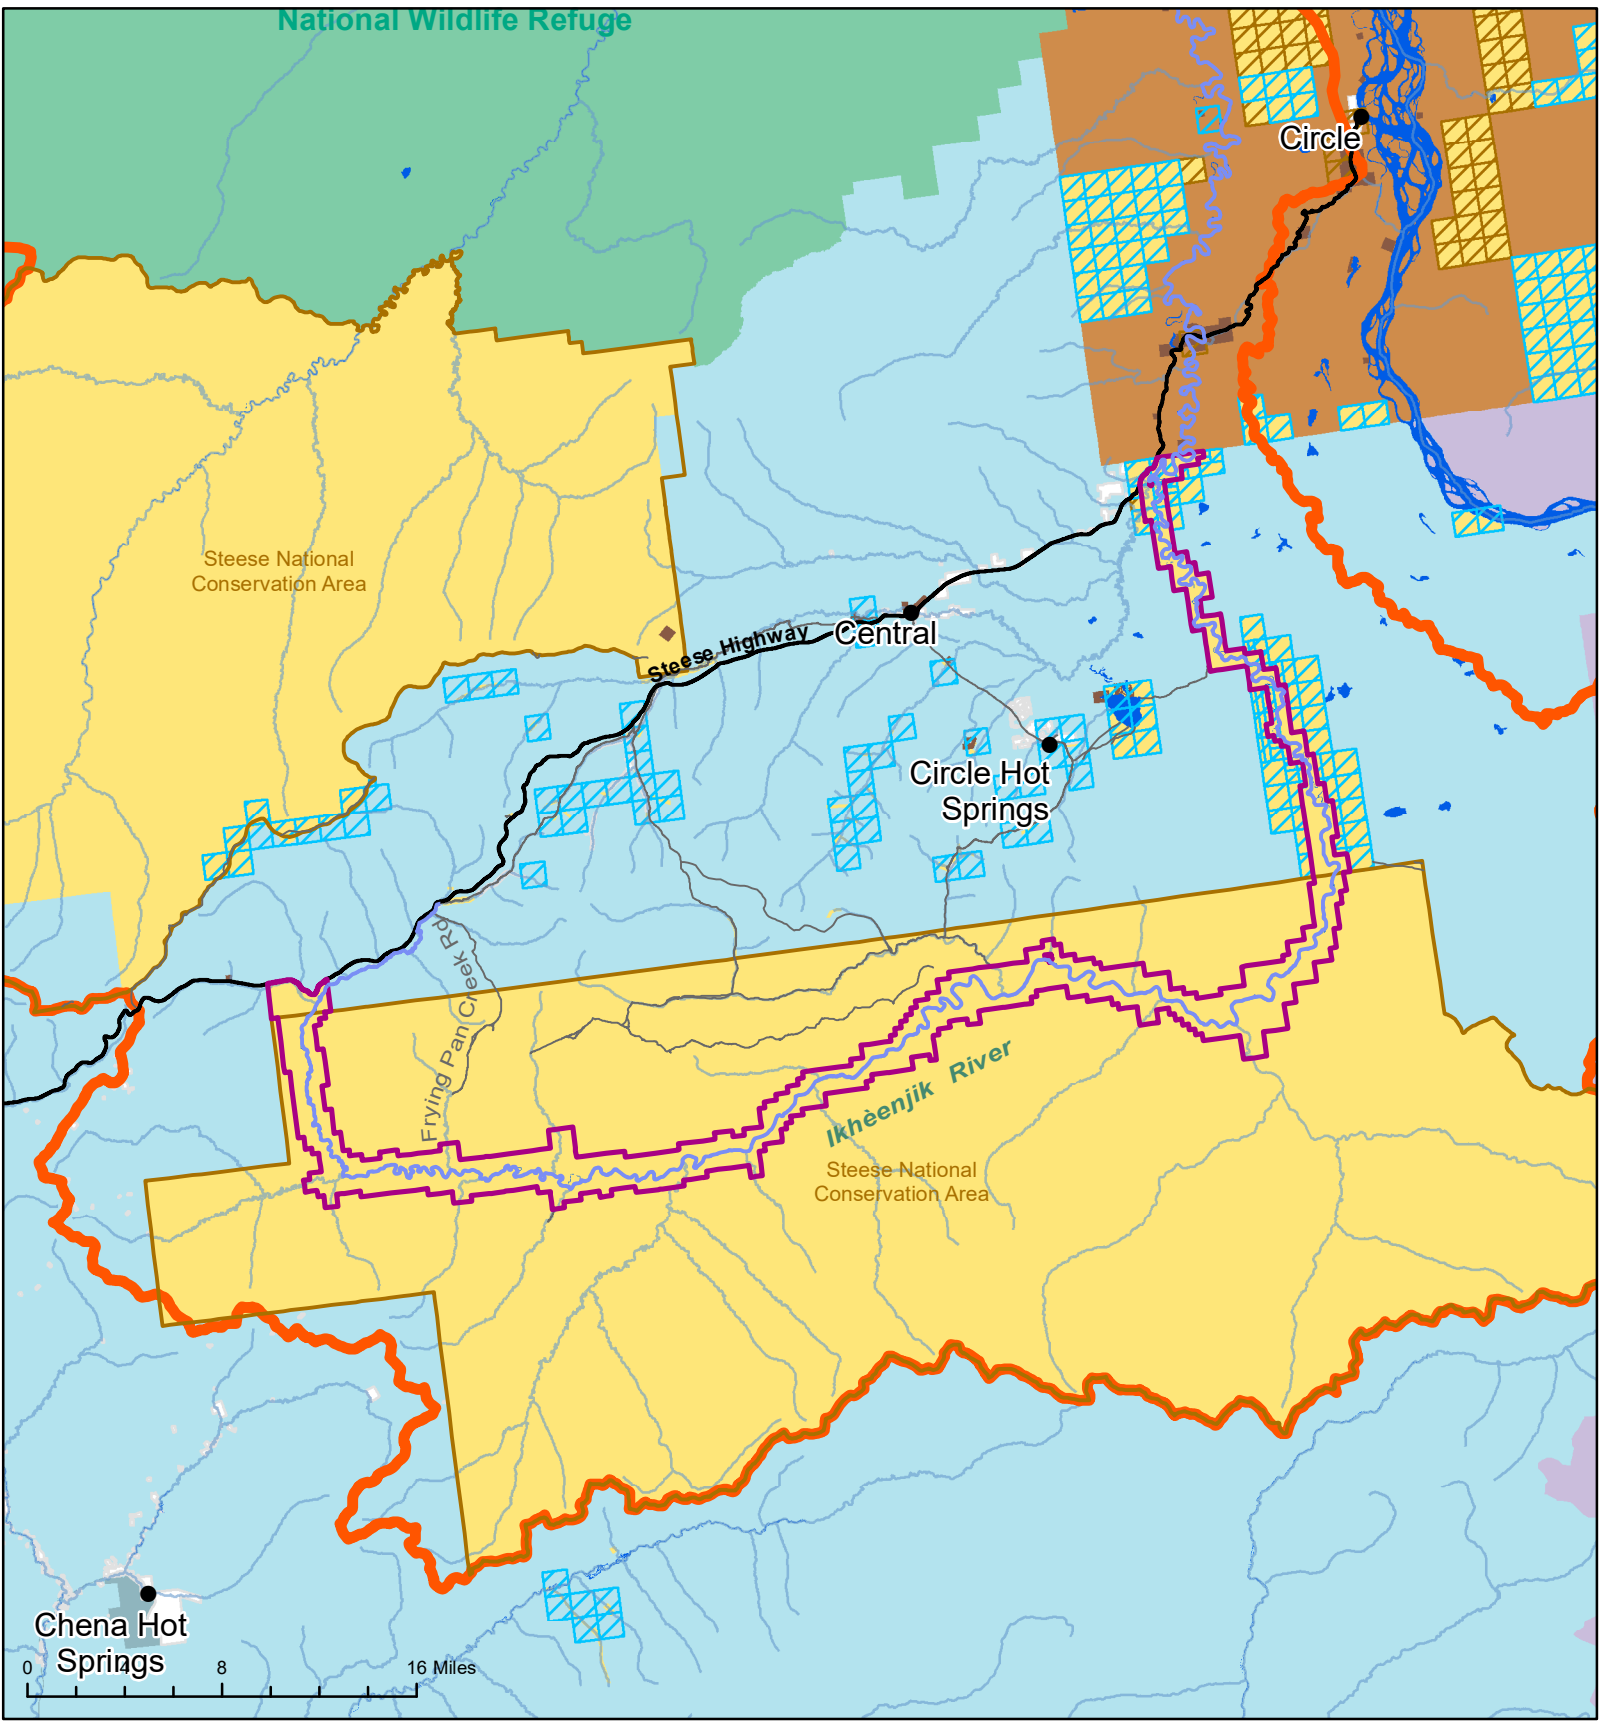 National Wildlife Refuge
Circle
Steese National
Conservation Area
Steese Highway
Central
Circle Hot
Springs
Frying Pan Creek Rd
Ikhèenjik River
Steese National
Conservation Area
Chena Hot
Springs
0 4 8 16 Miles